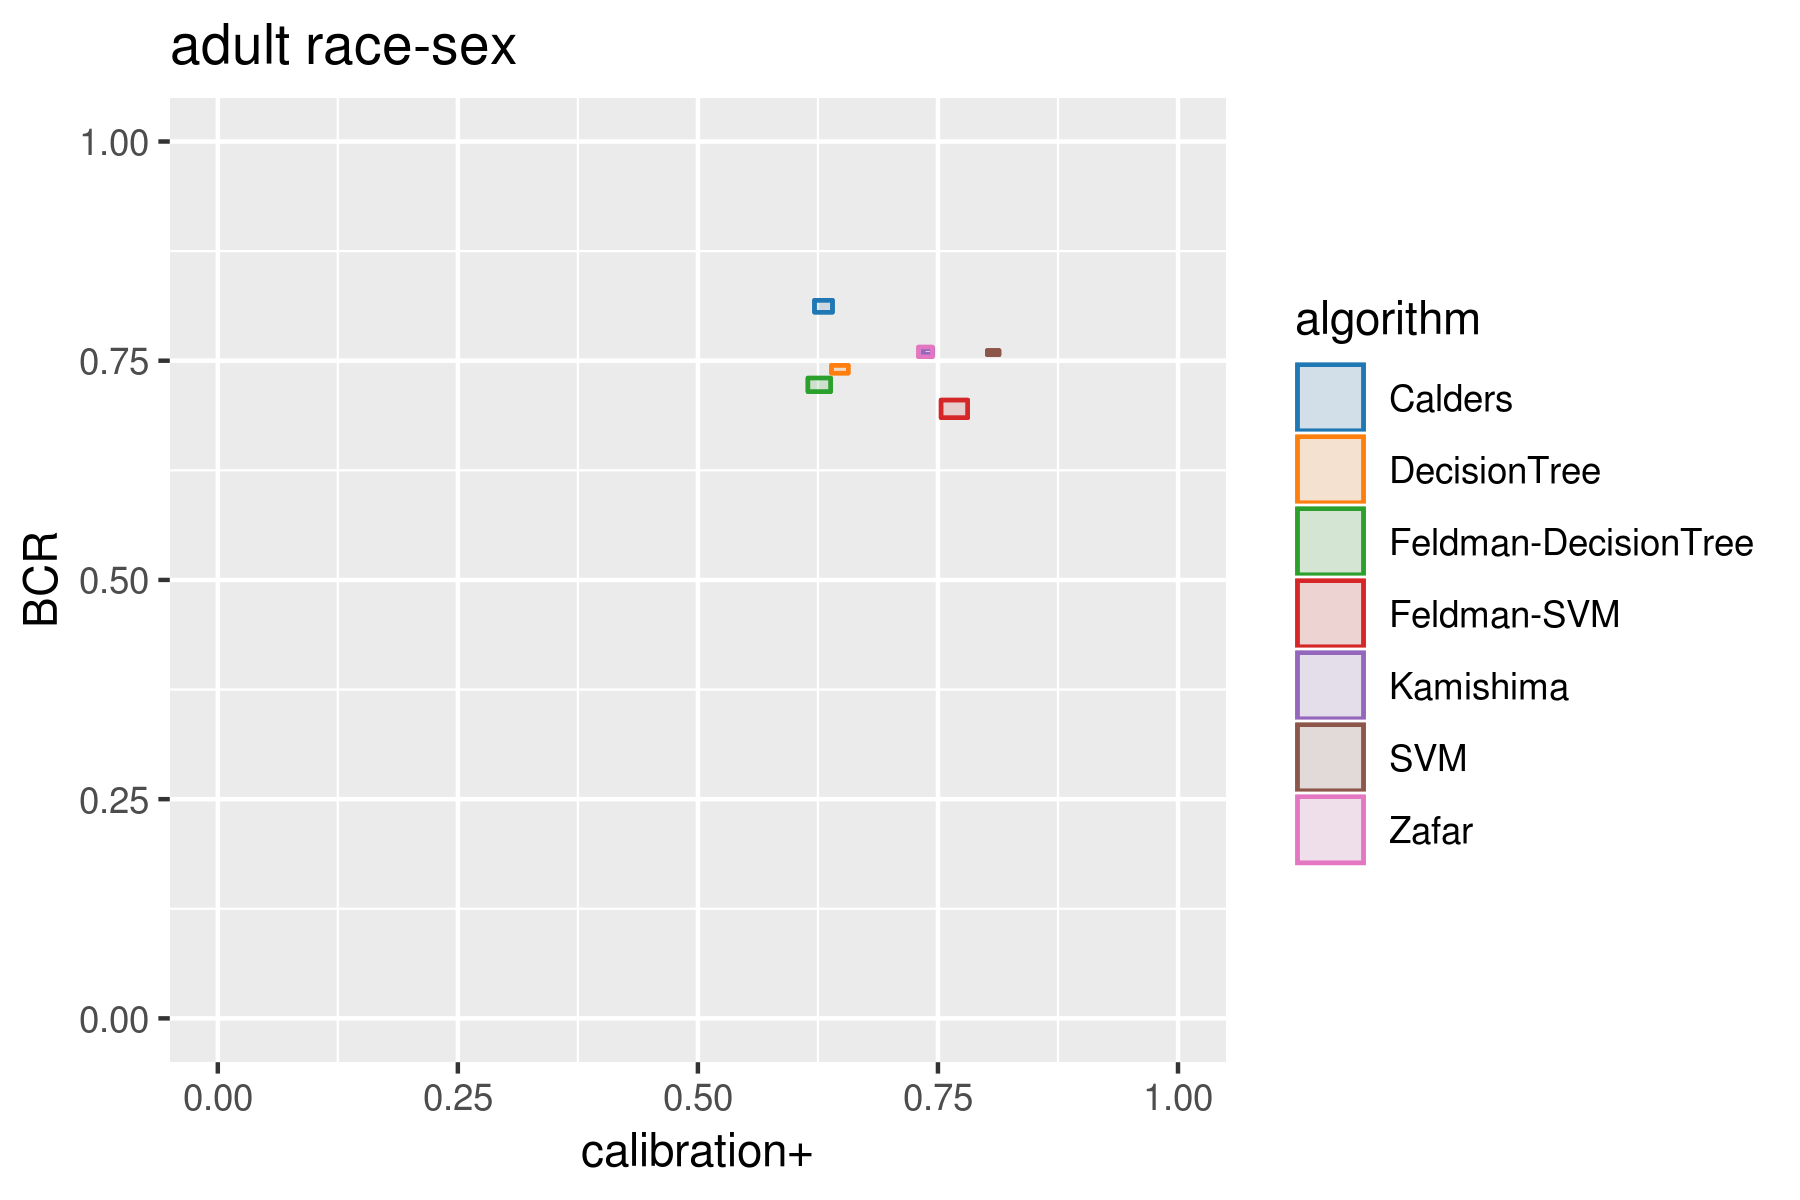 adult race-sex
1.00
0.75
0.50
0.25
0.00
BCR
0.00 0.25 0.50 0.75 1.00
calibration+
algorithm
Calders
DecisionTree
Feldman-DecisionTree
Feldman-SVM
Kamishima
SVM
Zafar